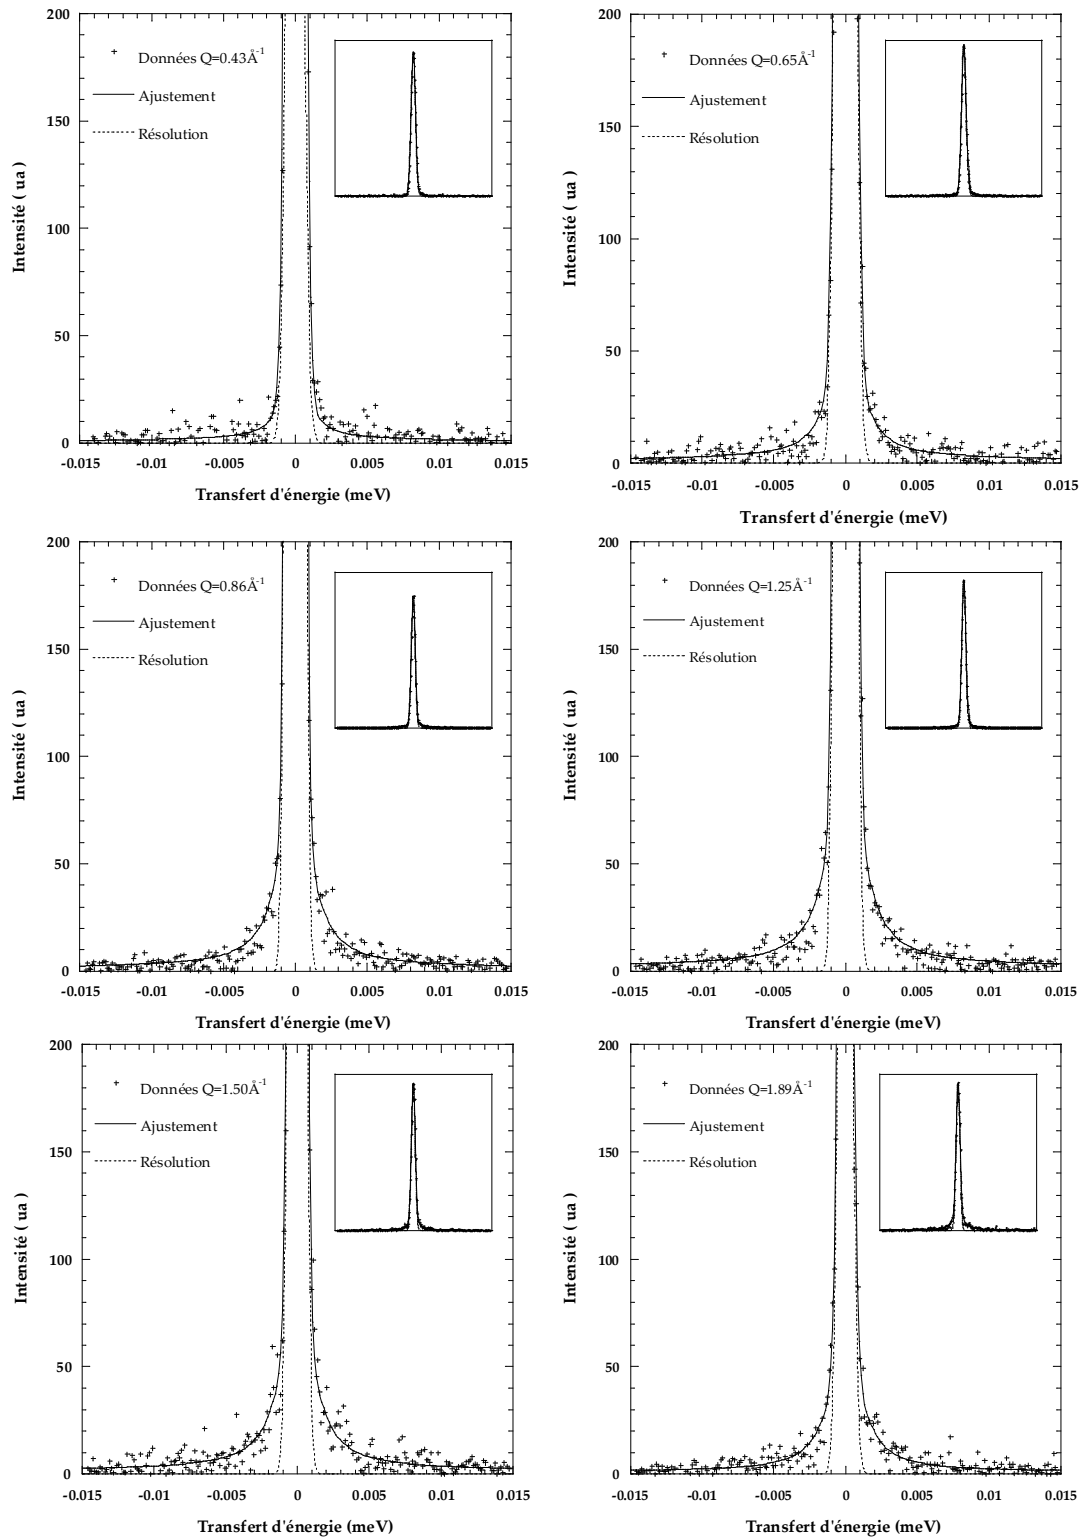 200
150
100
50
0
Intensité ( ua )
Données Q=0.43Å⁻¹
Ajustement
Résolution
-0.015 -0.01 -0.005 0 0.005 0.01 0.015
Transfert d'énergie (meV)
200
150
100
50
0
Intensité ( ua )
Données Q=0.65Å⁻¹
Ajustement
Résolution
-0.015 -0.01 -0.005 0 0.005 0.01 0.015
Transfert d'énergie (meV)
200
150
100
50
0
Intensité ( ua )
Données Q=0.86Å⁻¹
Ajustement
Résolution
-0.015 -0.01 -0.005 0 0.005 0.01 0.015
Transfert d'énergie (meV)
200
150
100
50
0
Intensité ( ua )
Données Q=1.25Å⁻¹
Ajustement
Résolution
-0.015 -0.01 -0.005 0 0.005 0.01 0.015
Transfert d'énergie (meV)
200
150
100
50
0
Intensité ( ua )
Données Q=1.50Å⁻¹
Ajustement
Résolution
-0.015 -0.01 -0.005 0 0.005 0.01 0.015
Transfert d'énergie (meV)
200
150
100
50
0
Intensité ( ua )
Données Q=1.89Å⁻¹
Ajustement
Résolution
-0.015 -0.01 -0.005 0 0.005 0.01 0.015
Transfert d'énergie (meV)